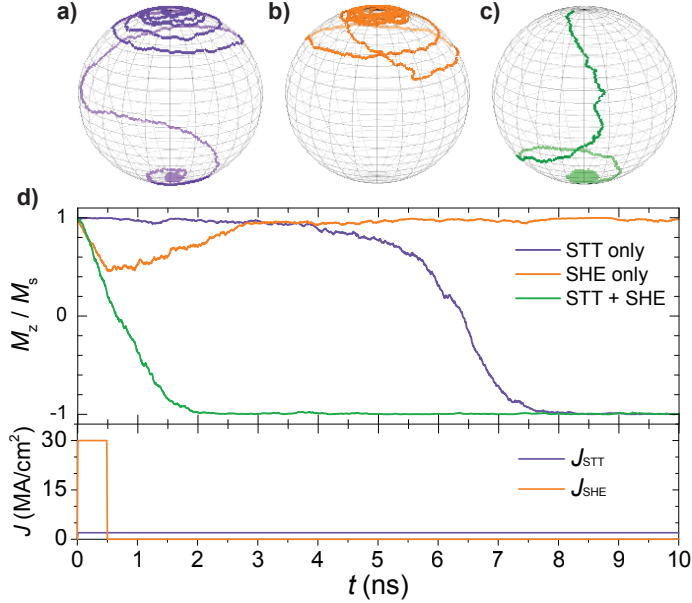 a) b) c)
d)
1
0
-1
M_z / M_s
STT only
SHE only
STT + SHE
30
15
0
J (MA/cm²)
J_STT
J_SHE
0 1 2 3 4 5 6 7 8 9 10
t (ns)